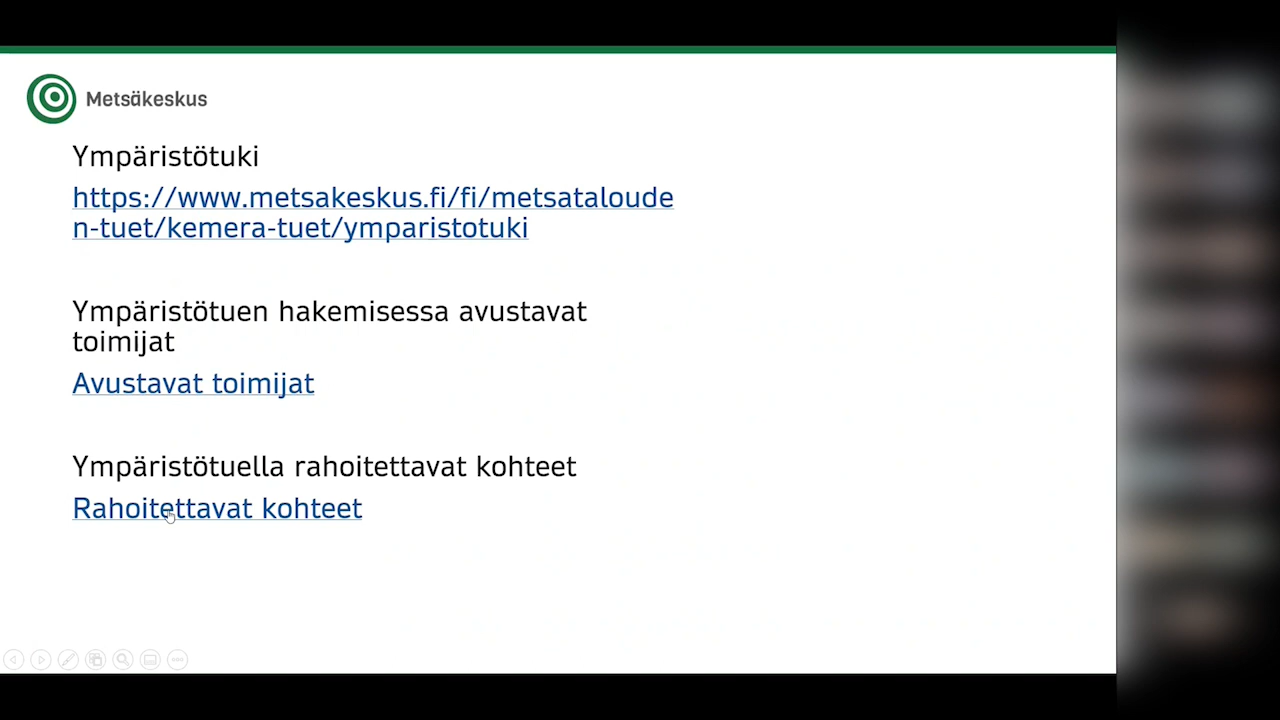 Metsäkeskus
Ympäristötuki
https://www.metsakeskus.fi/fi/metsataloude
n-tuet/kemera-tuet/ymparistotuki
Ympäristötuen hakemisessa avustavat
toimijat
Avustavat toimijat
Ympäristötuella rahoitettavat kohteet
Rahoitettavat kohteet